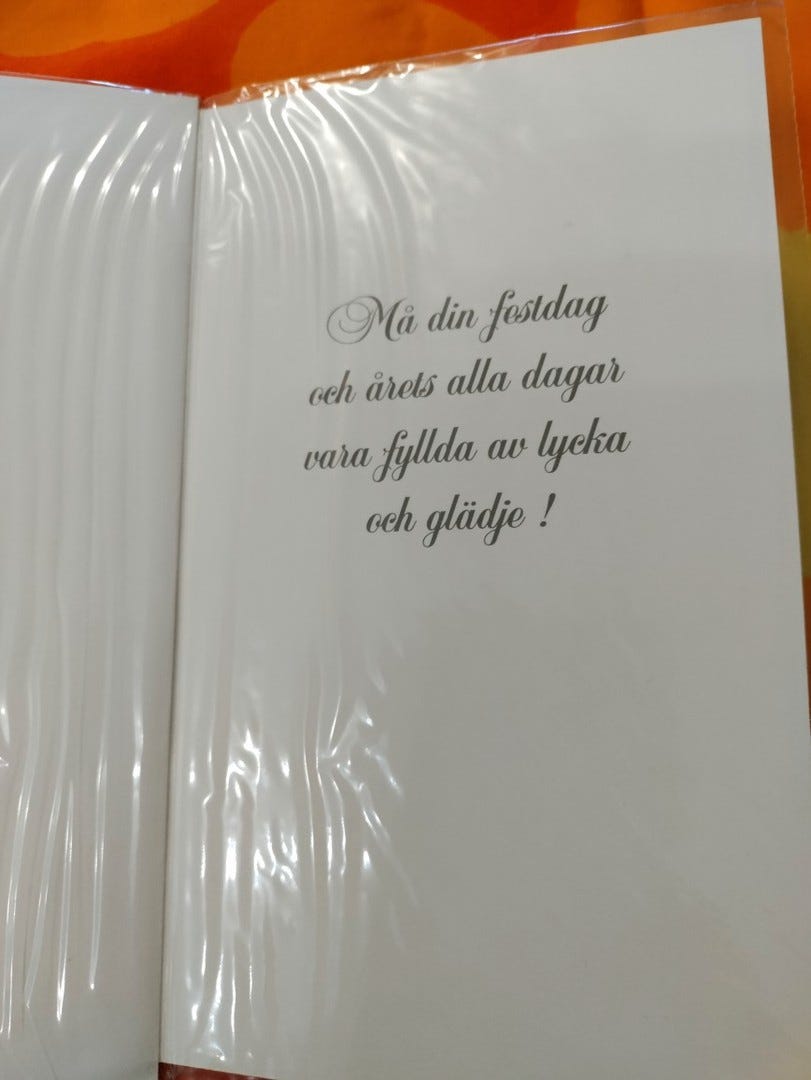 Må din festdag
och årets alla dagar
vara fyllda av lycka
och glädje !